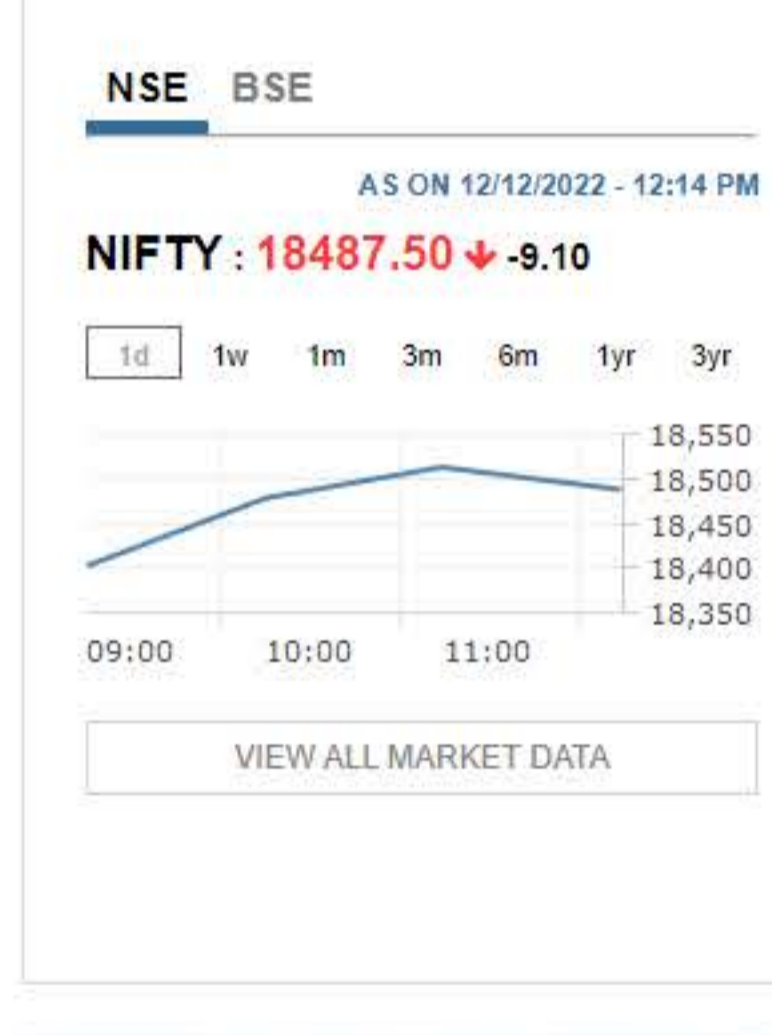 NSE BSE
AS ON 12/12/2022 - 12:14 PM
NIFTY : 18487.50 ↓ -9.10
1d 1w 1m 3m 6m 1yr 3yr
18,550
18,500
18,450
18,400
18,350
09:00 10:00 11:00
VIEW ALL MARKET DATA